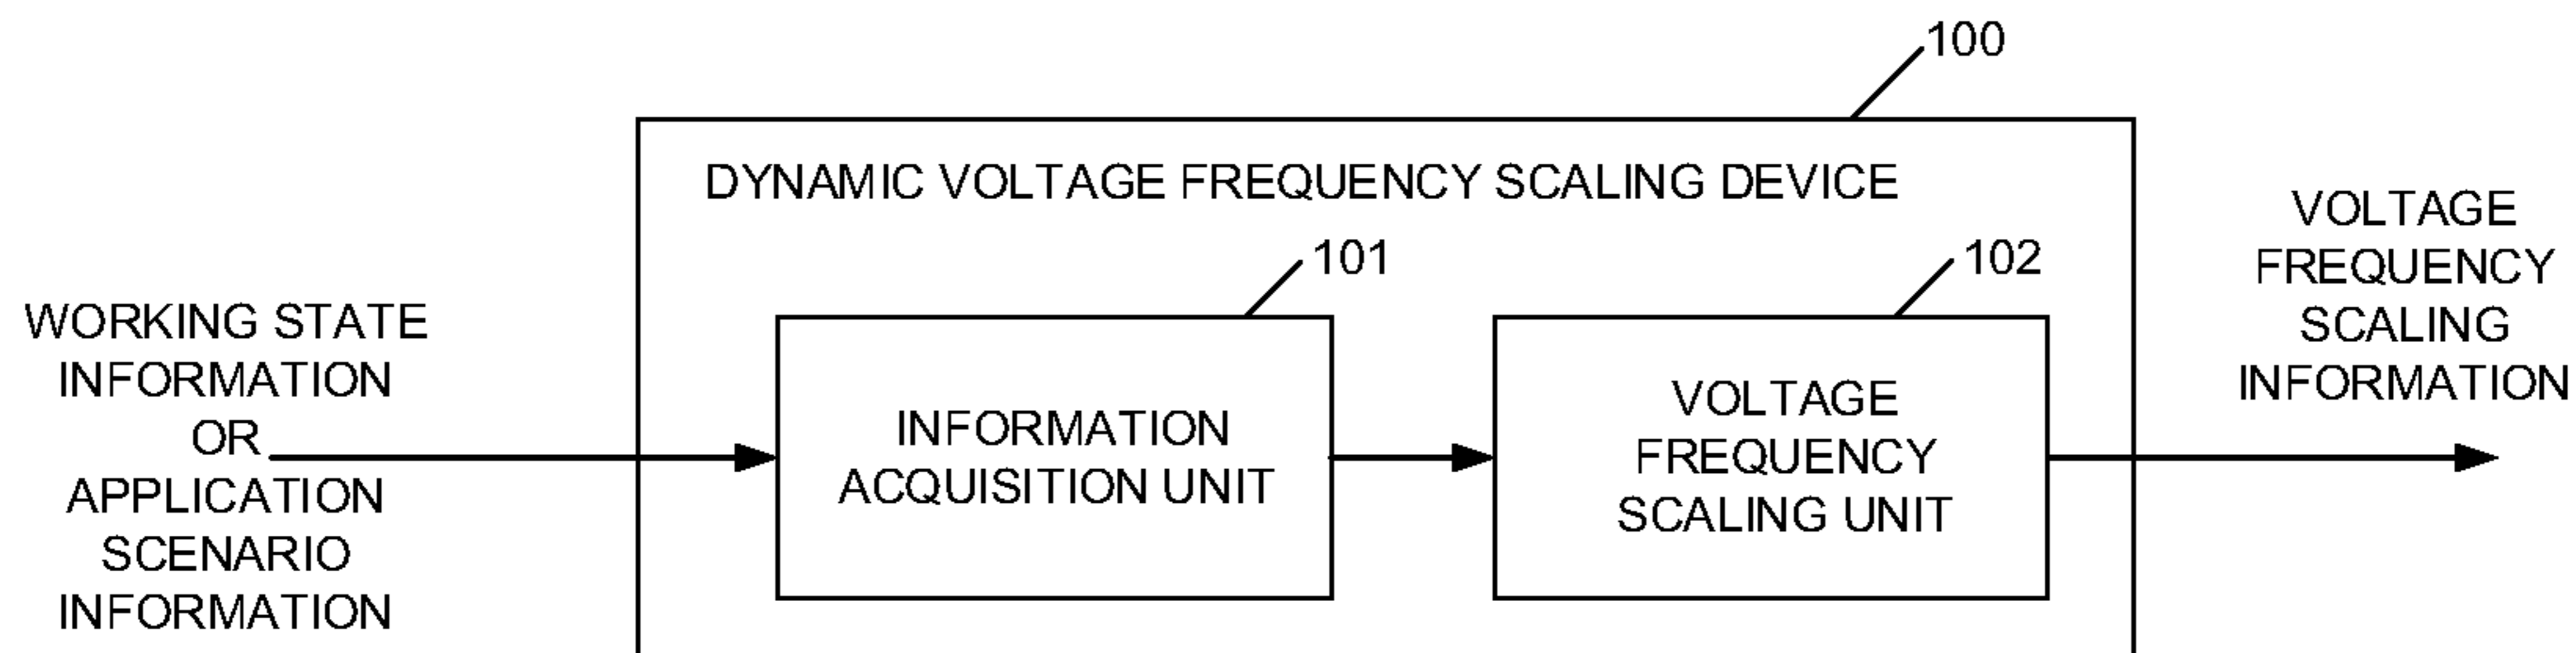 100
DYNAMIC VOLTAGE FREQUENCY SCALING DEVICE
101
102
WORKING STATE
INFORMATION
OR
APPLICATION
SCENARIO
INFORMATION
INFORMATION
ACQUISITION UNIT
VOLTAGE
FREQUENCY
SCALING UNIT
VOLTAGE
FREQUENCY
SCALING
INFORMATION